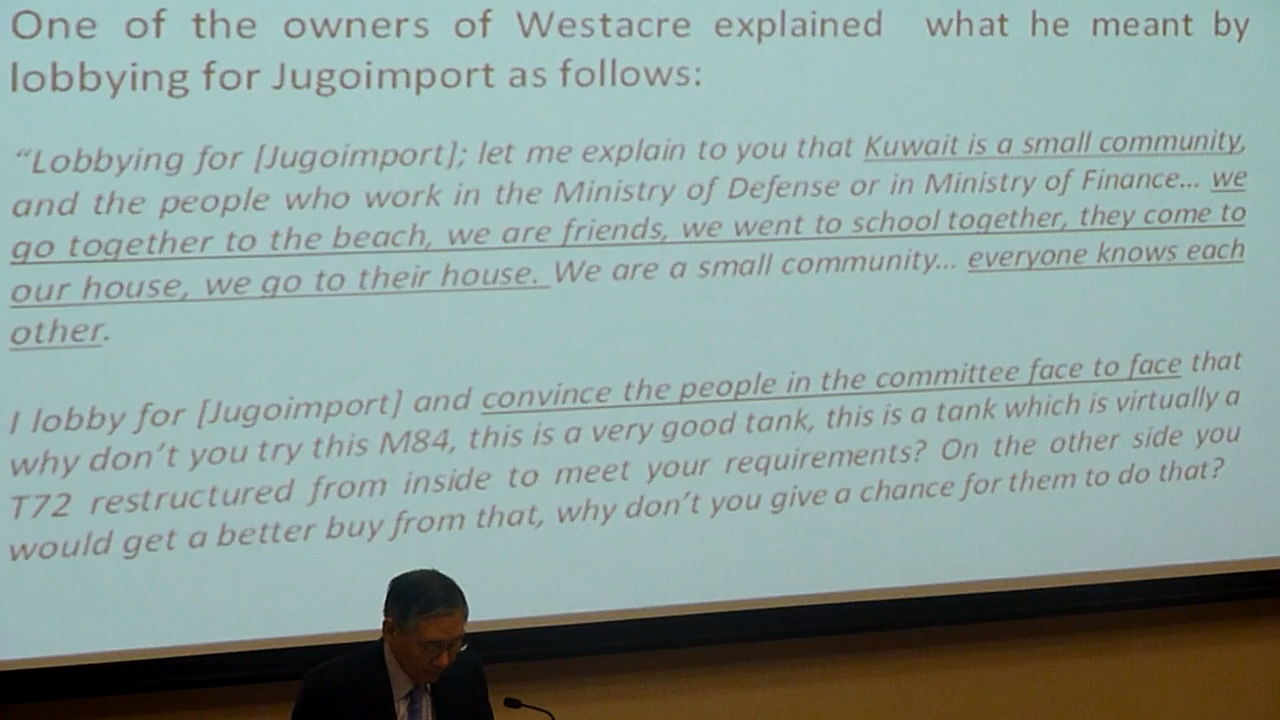 One of the owners of Westacre explained what he meant by
lobbying for Jugoimport as follows:
“Lobbying for [Jugoimport]; let me explain to you that Kuwait is a small community,
and the people who work in the Ministry of Defense or in Ministry of Finance... we
go together to the beach, we are friends, we went to school together, they come to
our house, we go to their house. We are a small community... everyone knows each
other.
I lobby for [Jugoimport] and convince the people in the committee face to face that
why don’t you try this M84, this is a very good tank, this is a tank which is virtually a
T72 restructured from inside to meet your requirements? On the other side you
would get a better buy from that, why don’t you give a chance for them to do that?